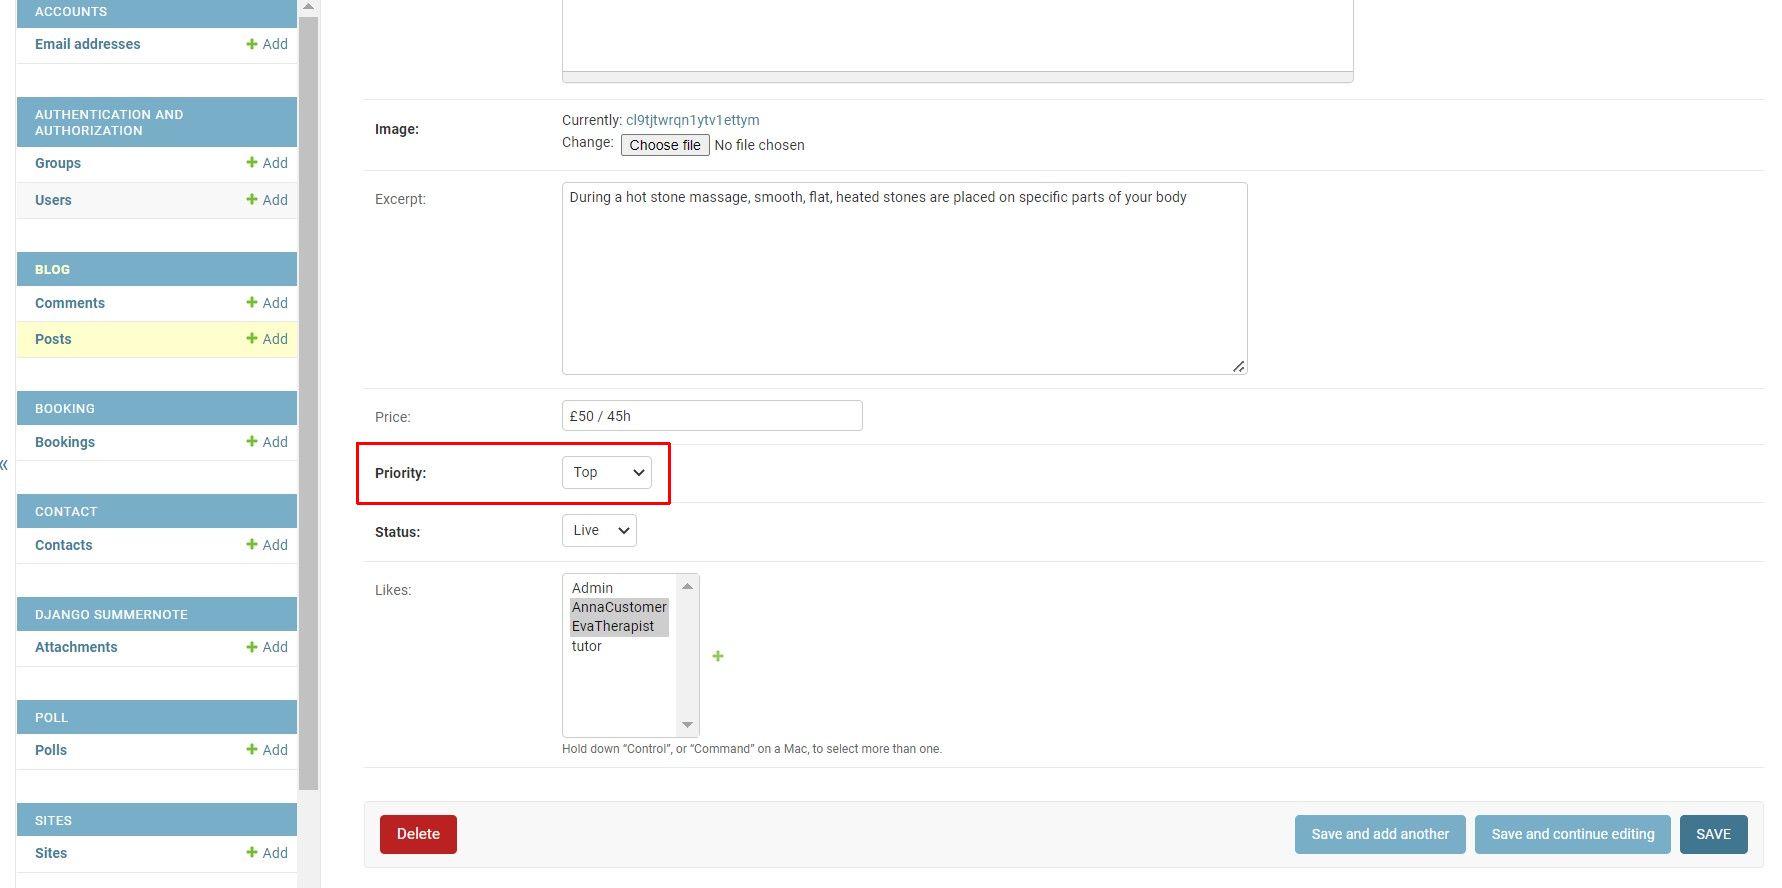 ACCOUNTS
Email addresses + Add
AUTHENTICATION AND
AUTHORIZATION
Groups + Add
Users + Add
BLOG
Comments + Add
Posts + Add
BOOKING
Bookings + Add
CONTACT
Contacts + Add
DJANGO SUMMERNOTE
Attachments + Add
POLL
Polls + Add
SITES
Sites + Add
«
Image:
Currently: cl9tjtwrqn1ytv1ettym
Change: Choose file No file chosen
Excerpt:
During a hot stone massage, smooth, flat, heated stones are placed on specific parts of your body
Price:
£50 / 45h
Priority:
Top
Status:
Live
Likes:
Admin
AnnaCustomer
EvaTherapist
tutor
+
Hold down “Control”, or “Command” on a Mac, to select more than one.
Delete
Save and add another
Save and continue editing
SAVE